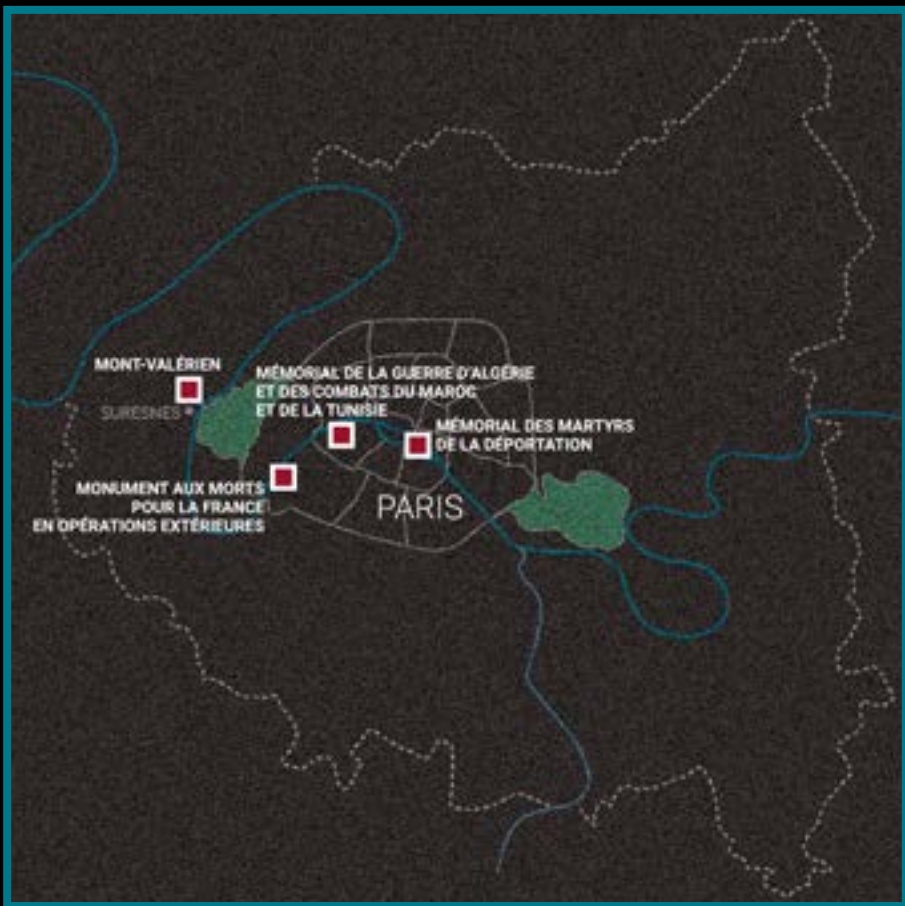 MONT-VALÉRIEN
SURESNES
MÉMORIAL DE LA GUERRE D'ALGÉRIE
ET DES COMBATS DU MAROC
ET DE LA TUNISIE
MÉMORIAL DES MARTYRS
DE LA DÉPORTATION
MONUMENT AUX MORTS
POUR LA FRANCE
EN OPÉRATIONS EXTÉRIEURES
PARIS